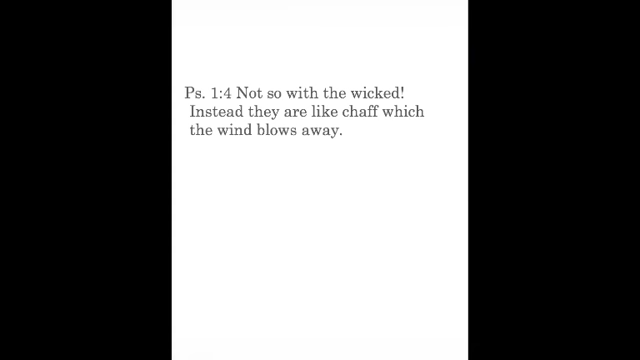 Ps. 1:4 Not so with the wicked!
Instead they are like chaff which
the wind blows away.